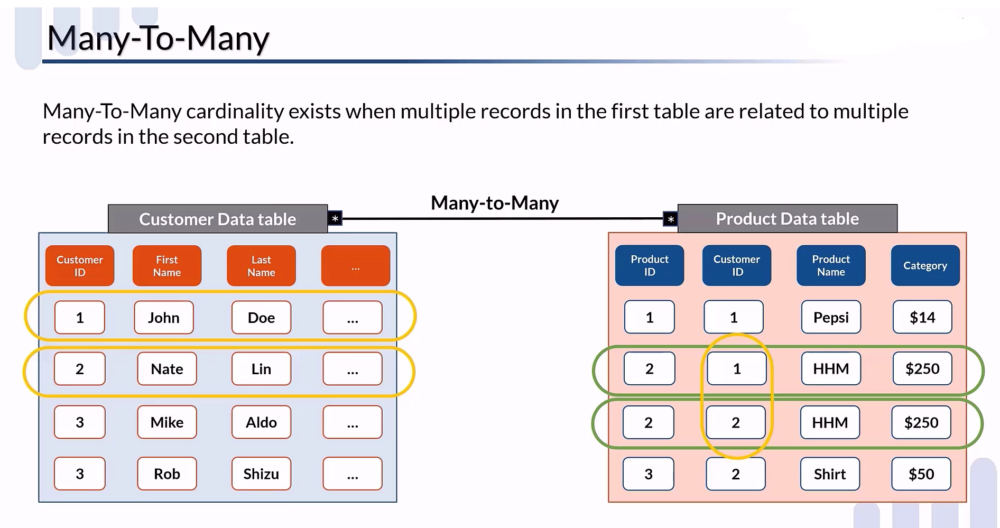 Many-To-Many
Many-To-Many cardinality exists when multiple records in the first table are related to multiple
records in the second table.
Many-to-Many
Customer Data table * * Product Data table
Customer ID First Name Last Name ...
1 John Doe ...
2 Nate Lin ...
3 Mike Aldo ...
3 Rob Shizu ...
Product ID Customer ID Product Name Category
1 1 Pepsi $14
2 1 HHM $250
2 2 HHM $250
3 2 Shirt $50